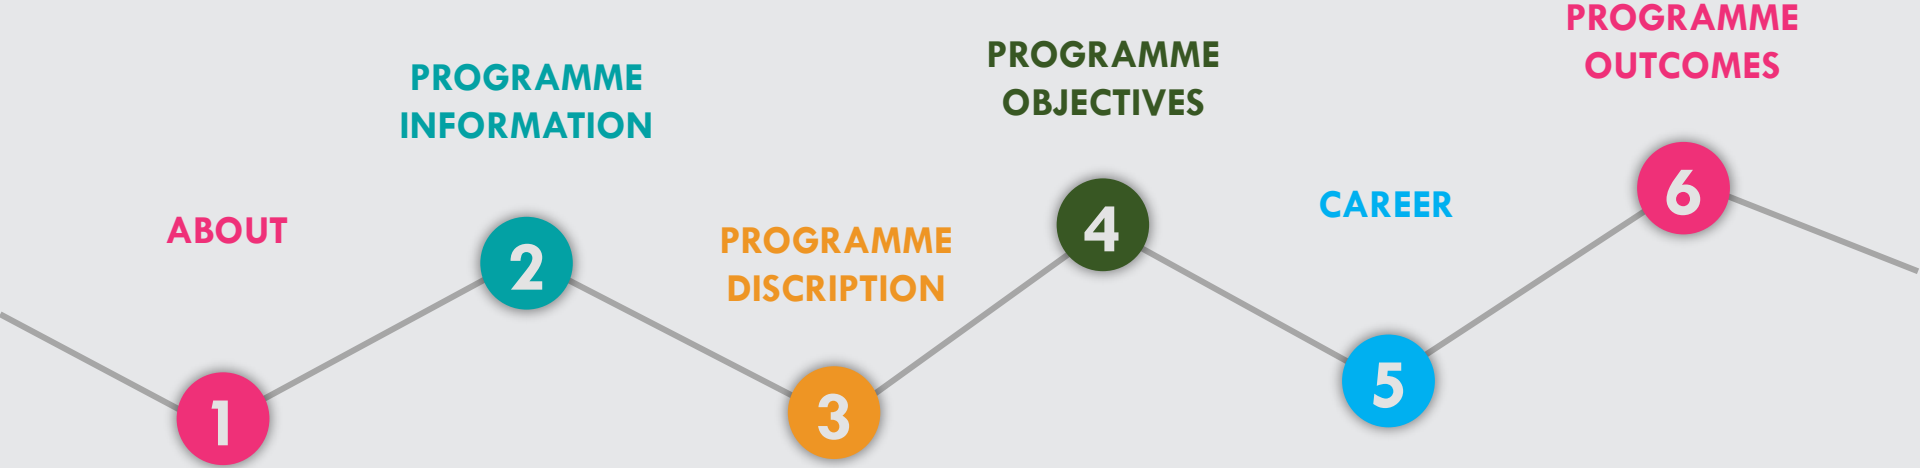 ABOUT
1
PROGRAMME
INFORMATION
2
PROGRAMME
DISCRIPTION
3
PROGRAMME
OBJECTIVES
4
CAREER
5
PROGRAMME
OUTCOMES
6